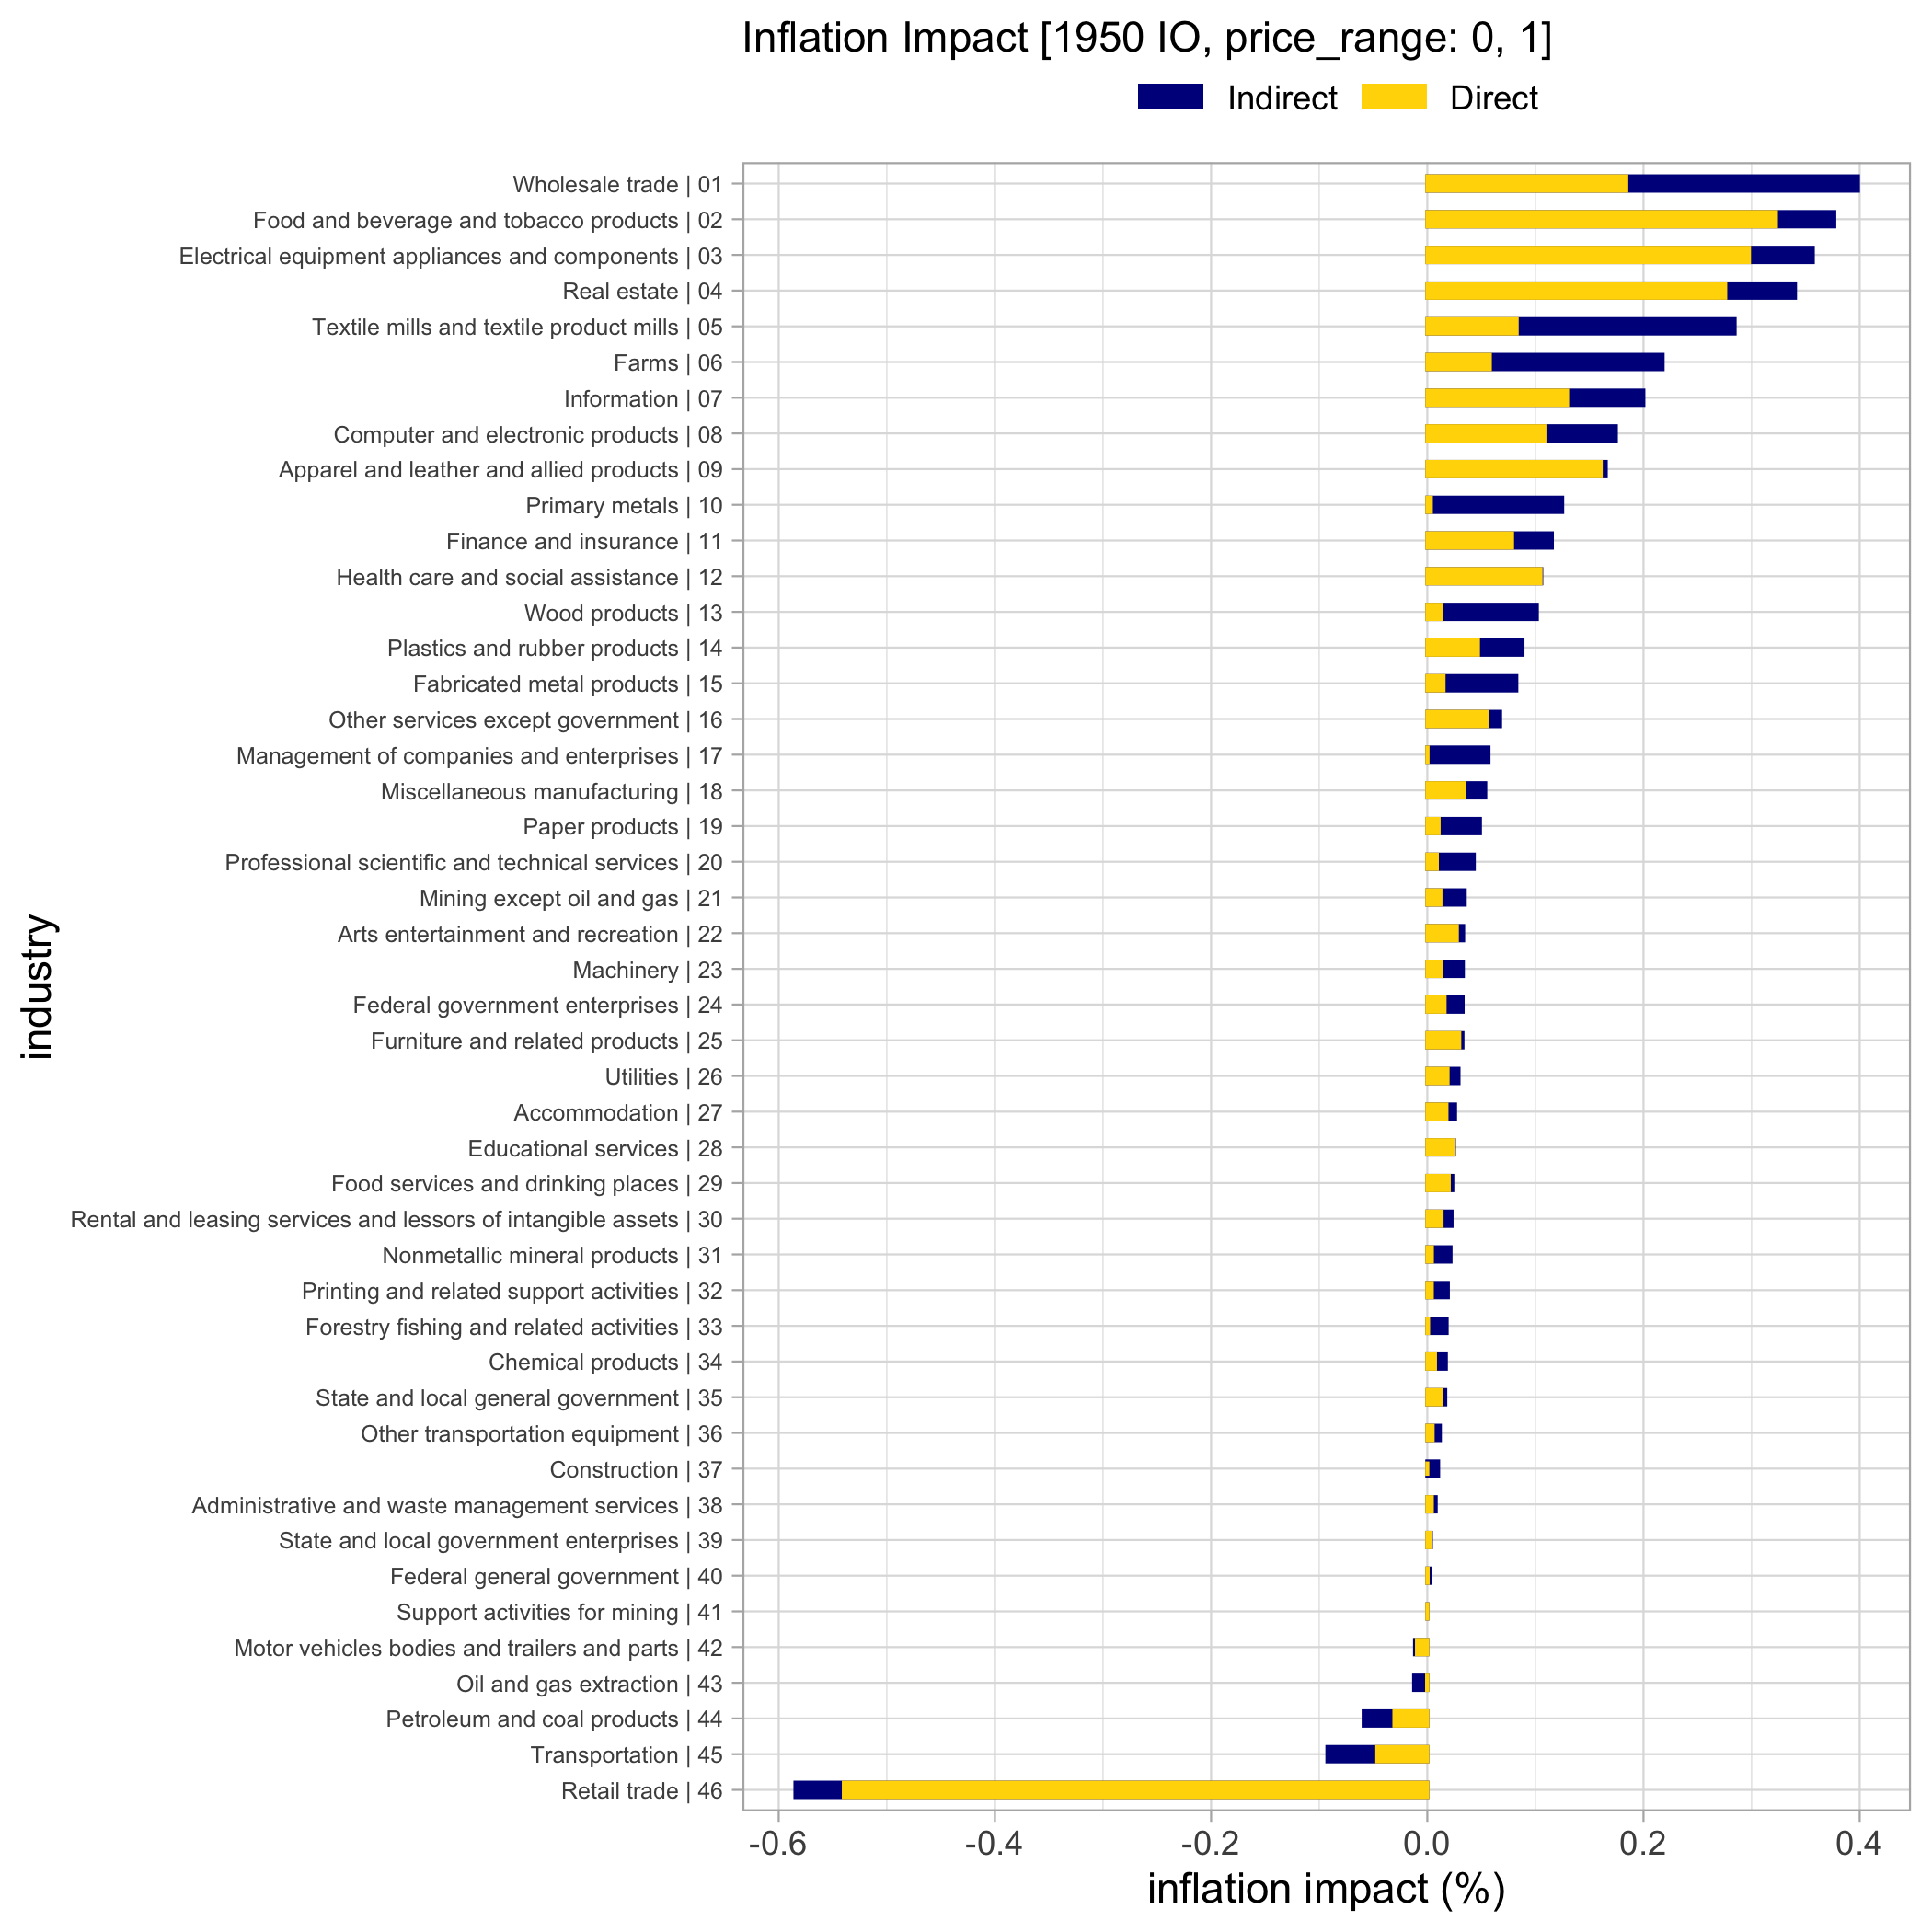 Inflation Impact [1950 IO, price_range: 0, 1]
Indirect Direct
Wholesale trade | 01
Food and beverage and tobacco products | 02
Electrical equipment appliances and components | 03
Real estate | 04
Textile mills and textile product mills | 05
Farms | 06
Information | 07
Computer and electronic products | 08
Apparel and leather and allied products | 09
Primary metals | 10
Finance and insurance | 11
Health care and social assistance | 12
Wood products | 13
Plastics and rubber products | 14
Fabricated metal products | 15
Other services except government | 16
Management of companies and enterprises | 17
Miscellaneous manufacturing | 18
Paper products | 19
Professional scientific and technical services | 20
Mining except oil and gas | 21
Arts entertainment and recreation | 22
Machinery | 23
Federal government enterprises | 24
Furniture and related products | 25
Utilities | 26
Accommodation | 27
Educational services | 28
Food services and drinking places | 29
Rental and leasing services and lessors of intangible assets | 30
Nonmetallic mineral products | 31
Printing and related support activities | 32
Forestry fishing and related activities | 33
Chemical products | 34
State and local general government | 35
Other transportation equipment | 36
Construction | 37
Administrative and waste management services | 38
State and local government enterprises | 39
Federal general government | 40
Support activities for mining | 41
Motor vehicles bodies and trailers and parts | 42
Oil and gas extraction | 43
Petroleum and coal products | 44
Transportation | 45
Retail trade | 46
industry
-0.6 -0.4 -0.2 0.0 0.2 0.4
inflation impact (%)